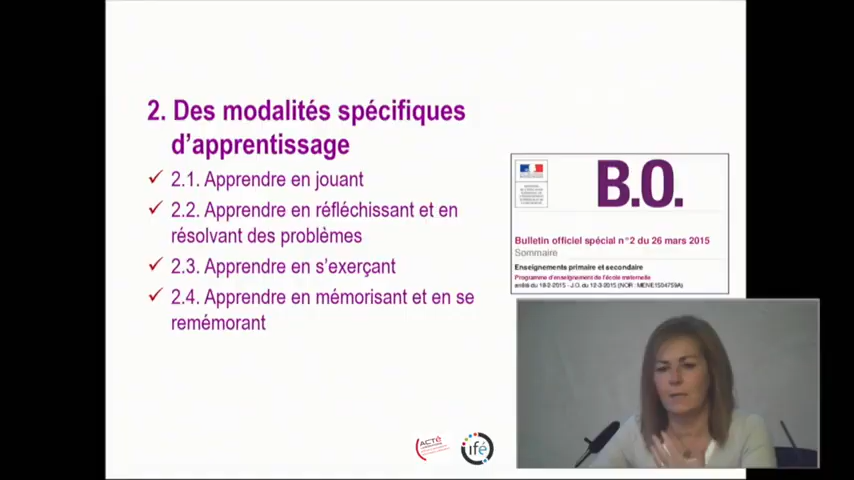 2. Des modalités spécifiques
d'apprentissage
2.1. Apprendre en jouant
2.2. Apprendre en réfléchissant et en
résolvant des problèmes
2.3. Apprendre en s'exerçant
2.4. Apprendre en mémorisant et en se
remémorant
B.O.
Bulletin officiel spécial n°2 du 26 mars 2015
Sommaire
Enseignements primaire et secondaire
Programme d'enseignement de l'école maternelle
arrêté du 18-2-2015 - J.O. du 12-3-2015 (NOR : MENE1504759A)
ACTé
ifé